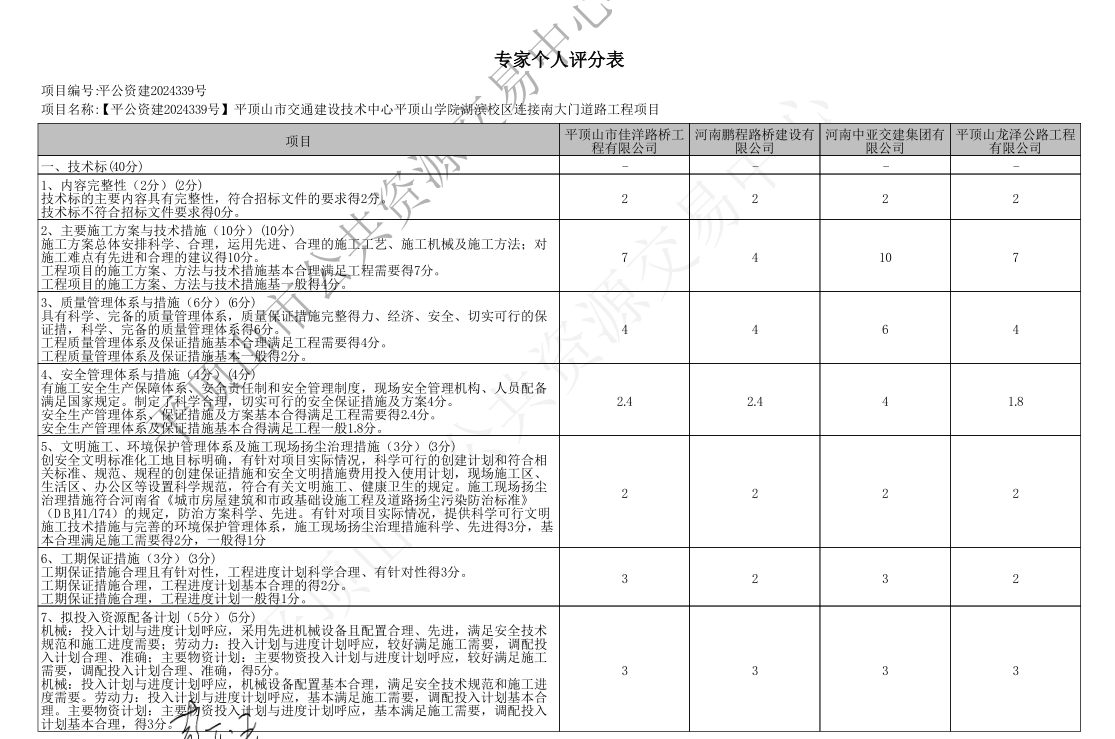 专家个人评分表
项目编号:平公资建2024339号
项目名称:【平公资建2024339号】平顶山市交通建设技术中心平顶山学院湖滨校区连接南大门道路工程项目
项目
平顶山市佳洋路桥工
程有限公司
河南鹏程路桥建设有
限公司
河南中亚交建集团有
限公司
平顶山龙泽公路工程
有限公司
一、技术标(40分)
–
–
–
–
1、内容完整性（2分）(2分)
技术标的主要内容具有完整性，符合招标文件的要求得2分。
技术标不符合招标文件要求得0分。
2
2
2
2
2、主要施工方案与技术措施（10分）(10分)
施工方案总体安排科学、合理，运用先进、合理的施工工艺、施工机械及施工方法；对
施工难点有先进和合理的建议得10分。
工程项目的施工方案、方法与技术措施基本合理满足工程需要得7分。
工程项目的施工方案、方法与技术措施基一般得4分。
7
4
10
7
3、质量管理体系与措施（6分）(6分)
具有科学、完备的质量管理体系，质量保证措施完整得力、经济、安全、切实可行的保
证措，科学、完备的质量管理体系得6分。
工程质量管理体系及保证措施基本合理满足工程需要得4分。
工程质量管理体系及保证措施基本一般得2分。
4
4
6
4
4、安全管理体系与措施（4分）(4分)
有施工安全生产保障体系、安全责任制和安全管理制度，现场安全管理机构、人员配备
满足国家规定。制定了科学合理，切实可行的安全保证措施及方案4分。
安全生产管理体系、保证措施及方案基本合得满足工程需要得2.4分。
安全生产管理体系及保证措施基本合得满足工程一般1.8分。
2.4
2.4
4
1.8
5、文明施工、环境保护管理体系及施工现场扬尘治理措施（3分）(3分)
创安全文明标准化工地目标明确，有针对项目实际情况，科学可行的创建计划和符合相
关标准、规范、规程的创建保证措施和安全文明措施费用投入使用计划，现场施工区、
生活区、办公区等设置科学规范，符合有关文明施工、健康卫生的规定。施工现场扬尘
治理措施符合河南省《城市房屋建筑和市政基础设施工程及道路扬尘污染防治标准》
（DBJ41/174）的规定，防治方案科学、先进。有针对项目实际情况，提供科学可行文明
施工技术措施与完善的环境保护管理体系，施工现场扬尘治理措施科学、先进得3分，基
本合理满足施工需要得2分，一般得1分
2
2
2
2
6、工期保证措施（3分）(3分)
工期保证措施合理且有针对性，工程进度计划科学合理、有针对性得3分。
工期保证措施合理，工程进度计划基本合理的得2分。
工期保证措施合理，工程进度计划一般得1分。
3
2
3
2
7、拟投入资源配备计划（5分）(5分)
机械：投入计划与进度计划呼应，采用先进机械设备且配置合理、先进，满足安全技术
规范和施工进度需要；劳动力：投入计划与进度计划呼应，较好满足施工需要，调配投
入计划合理、准确；主要物资计划：主要物资投入计划与进度计划呼应，较好满足施工
需要，调配投入计划合理、准确，得5分。
机械：投入计划与进度计划呼应，机械设备配置基本合理，满足安全技术规范和施工进
度需要。劳动力：投入计划与进度计划呼应，基本满足施工需要，调配投入计划基本合
理。主要物资计划：主要物资投入计划与进度计划呼应，基本满足施工需要，调配投入
计划基本合理，得3分。
3
3
3
3
平顶山市公共资源交易中心
平顶山市公共资源交易中心